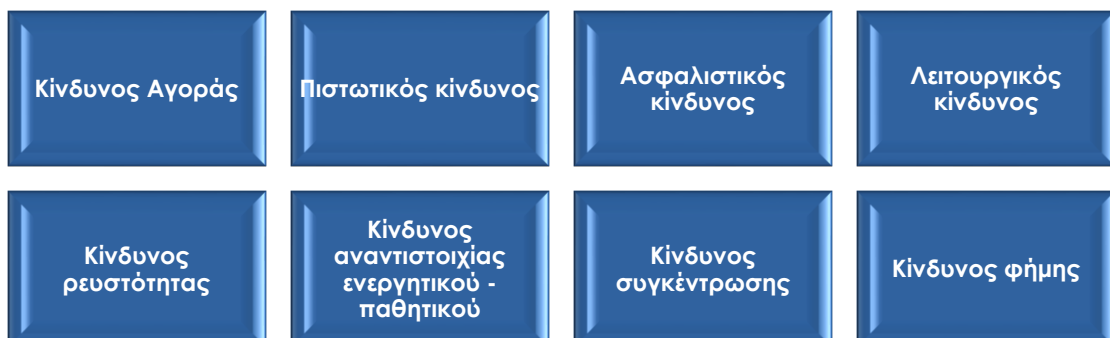 Κίνδυνος Αγοράς
Πιστωτικός κίνδυνος
Ασφαλιστικός
κίνδυνος
Λειτουργικός
κίνδυνος
Κίνδυνος
ρευστότητας
Κίνδυνος
αναντιστοιχίας
ενεργητικού -
παθητικού
Κίνδυνος
συγκέντρωσης
Κίνδυνος φήμης